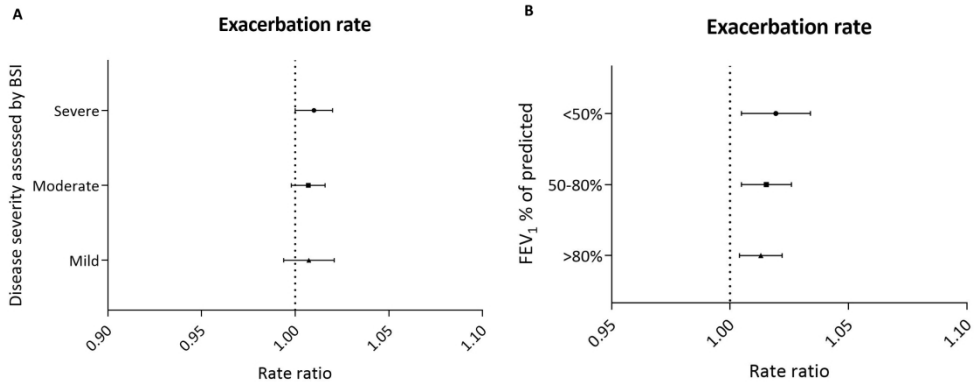 A
Exacerbation rate
Disease severity assessed by BSI
Severe
Moderate
Mild
0.90
0.95
1.00
1.05
1.10
Rate ratio
B
Exacerbation rate
FEV₁ % of predicted
<50%
50-80%
>80%
0.95
1.00
1.05
1.10
Rate ratio